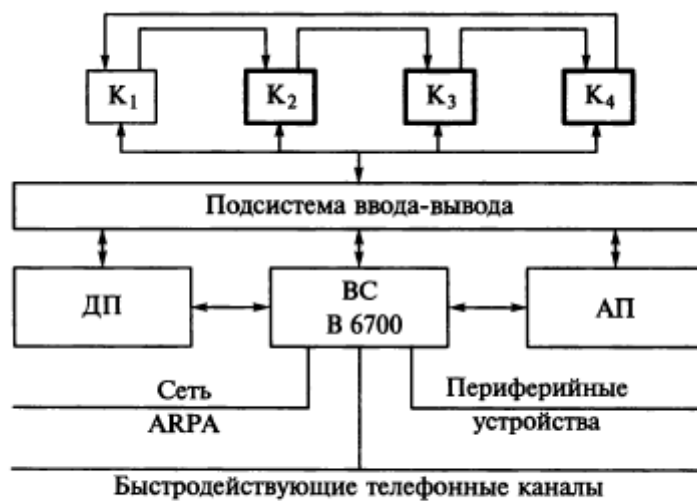 K₁ K₂ K₃ K₄
Подсистема ввода-вывода
ДП
ВС
В 6700
АП
Сеть
ARPA
Периферийные
устройства
Быстродействующие телефонные каналы